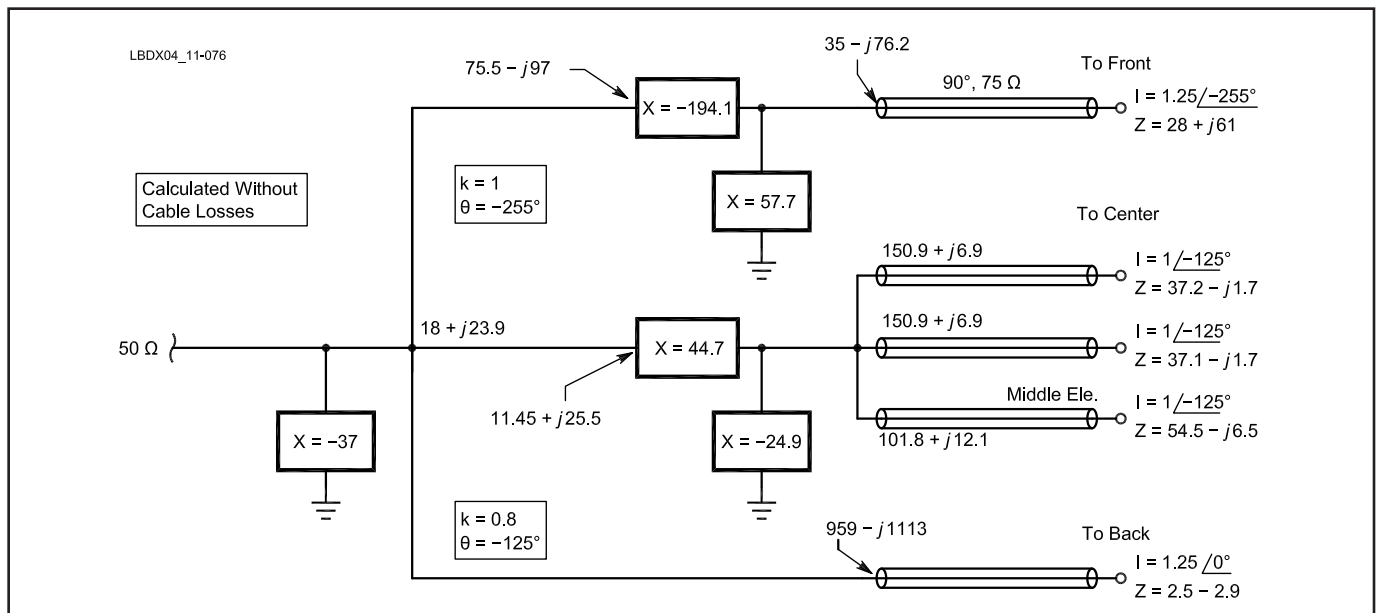 LBDX04_11-076
35 – j76.2
75.5 – j97
To Front
90°, 75 Ω
X = –194.1
I = 1.25/–255°
Z = 28 + j61
Calculated Without
Cable Losses
k = 1
θ = –255°
X = 57.7
To Center
150.9 + j6.9
I = 1/–125°
Z = 37.2 – j1.7
18 + j23.9
50 Ω
X = 44.7
150.9 + j6.9
I = 1/–125°
Z = 37.1 – j1.7
11.45 + j25.5
Middle Ele.
X = –37
X = –24.9
101.8 + j12.1
I = 1/–125°
Z = 54.5 – j6.5
k = 0.8
θ = –125°
959 – j1113
To Back
I = 1.25 /0°
Z = 2.5 – 2.9